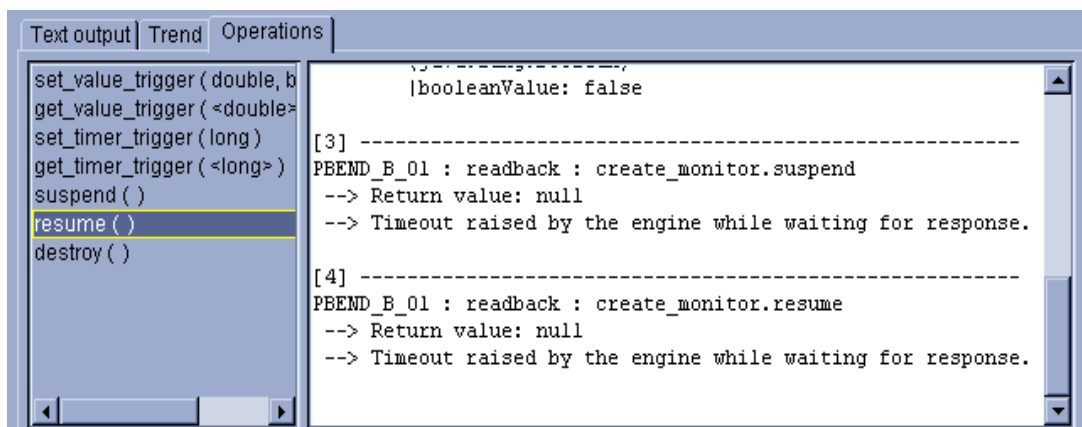 Text output Trend Operations
set_value_trigger ( double, b
get_value_trigger ( <double>
set_timer_trigger ( long )
get_timer_trigger ( <long> )
suspend ( )
resume ( )
destroy ( )
|booleanValue: false
[3] --------------------------------------------------------
PBEND_B_01 : readback : create_monitor.suspend
--> Return value: null
--> Timeout raised by the engine while waiting for response.
[4] --------------------------------------------------------
PBEND_B_01 : readback : create_monitor.resume
--> Return value: null
--> Timeout raised by the engine while waiting for response.